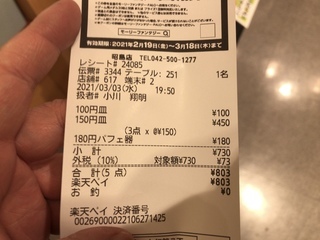 モーリーファンタジー
有効期間:2021年2月19日(金)～3月18日(木)まで
昭島店 TEL042-500-1277
レシート# 24085
伝票# 3344 テーブル: 251 1名
店舗# 617 端末# 2
2021/03/03(水) 19:50
扱者# 小川 翔明
100円皿 ¥100
150円皿 ¥450
(3点 x @¥150)
180円パフェ器 ¥180
小 計 ¥730
外税 (10%) 対象額¥730 ¥73
合 計(5 点) ¥803
楽天ペイ ¥803
お 釣 ¥0
楽天ペイ 決済番号
002690002210627​1425